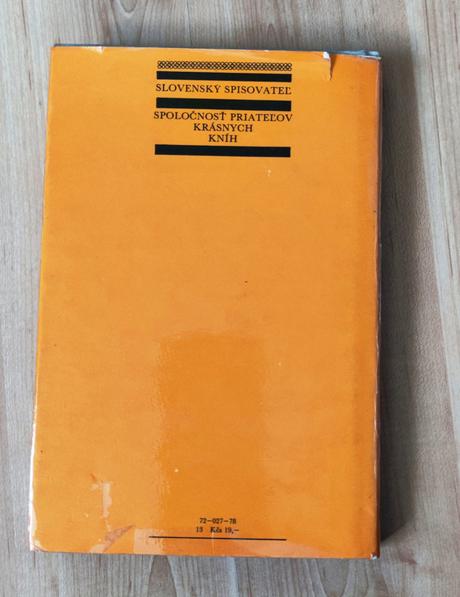 SLOVENSKÝ SPISOVATEĽ
SPOLOČNOSŤ PRIATEĽOV
KRÁSNYCH
KNÍH
72-027-78
13 Kčs 19,-